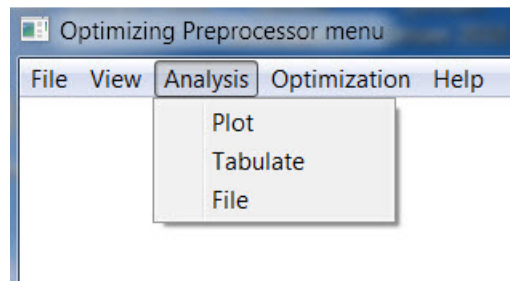 Optimizing Preprocessor menu
File View Analysis Optimization Help
Plot
Tabulate
File